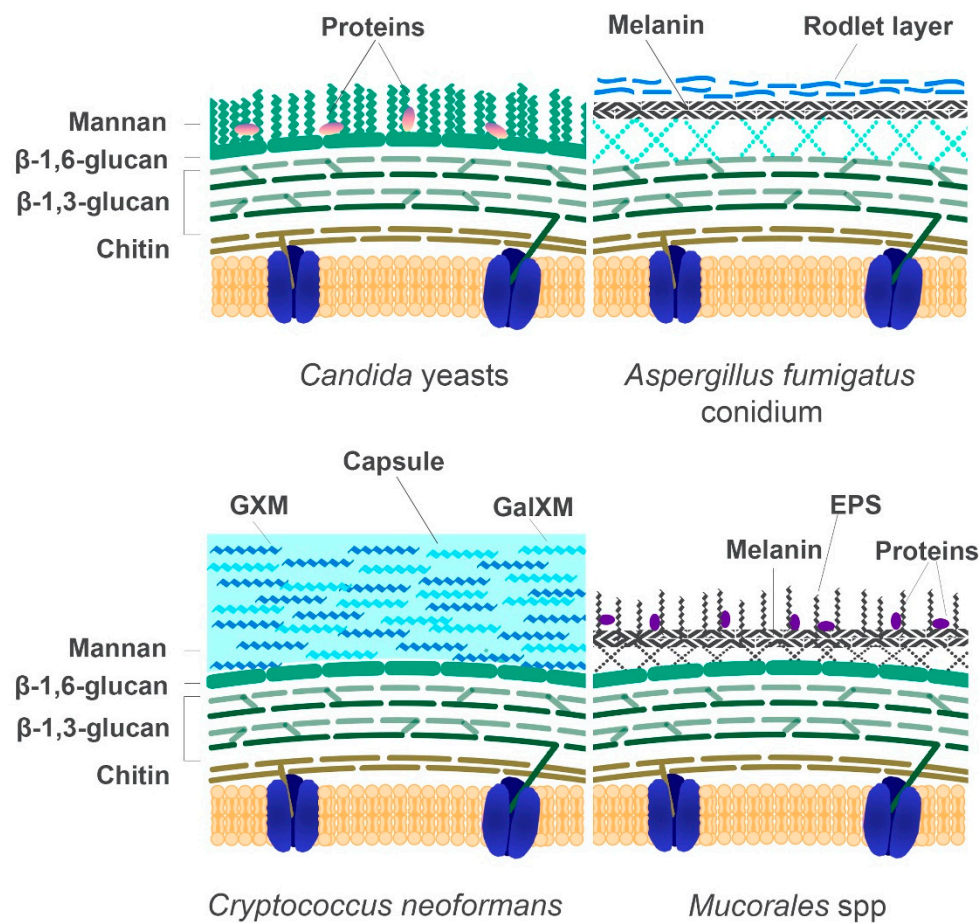 Proteins
Melanin
Rodlet layer
Mannan
β-1,6-glucan
β-1,3-glucan
Chitin
Candida yeasts
Aspergillus fumigatus
conidium
Capsule
GXM
GalXM
EPS
Melanin
Proteins
Mannan
β-1,6-glucan
β-1,3-glucan
Chitin
Cryptococcus neoformans
Mucorales spp